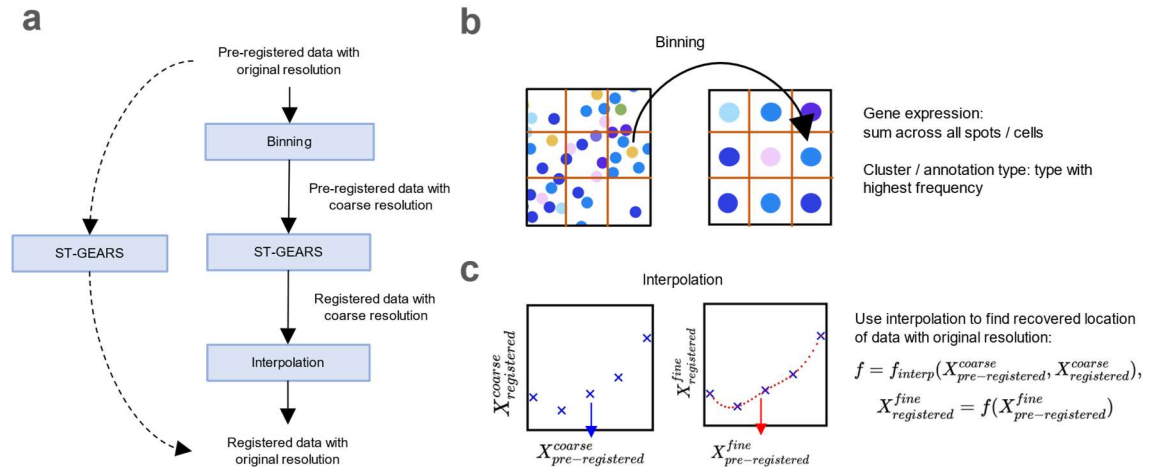 a
Pre-registered data with
original resolution
Binning
Pre-registered data with
coarse resolution
ST-GEARS
ST-GEARS
Registered data with
coarse resolution
Interpolation
Registered data with
original resolution
b
Binning
Gene expression:
sum across all spots / cells
Cluster / annotation type: type with
highest frequency
c
Interpolation
X^{coarse}_{registered}
X^{coarse}_{pre-registered}
X^{fine}_{registered}
X^{fine}_{pre-registered}
Use interpolation to find recovered location
of data with original resolution:
f = f_{interp}(X^{coarse}_{pre-registered}, X^{coarse}_{registered}),
X^{fine}_{registered} = f(X^{fine}_{pre-registered})